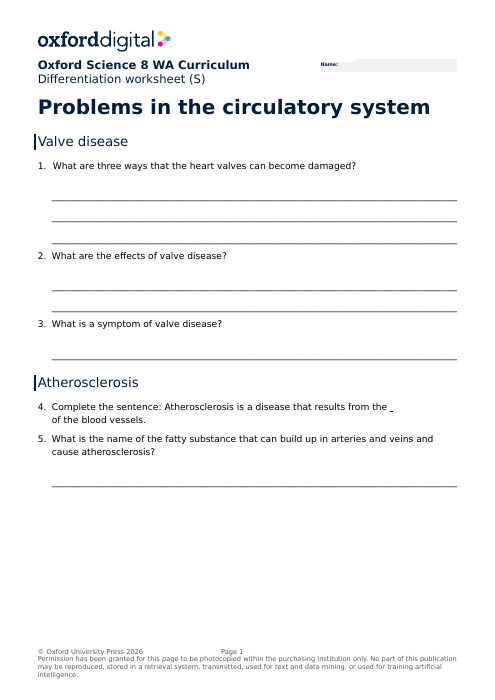 oxforddigital
Oxford Science 8 WA Curriculum
Name:
Differentiation worksheet (S)
Problems in the circulatory system
Valve disease
1. What are three ways that the heart valves can become damaged?
2. What are the effects of valve disease?
3. What is a symptom of valve disease?
Atherosclerosis
4. Complete the sentence: Atherosclerosis is a disease that results from the _
of the blood vessels.
5. What is the name of the fatty substance that can build up in arteries and veins and
cause atherosclerosis?
© Oxford University Press 2026 Page 1
Permission has been granted for this page to be photocopied within the purchasing institution only. No part of this publication
may be reproduced, stored in a retrieval system, transmitted, used for text and data mining, or used for training artificial
intelligence.